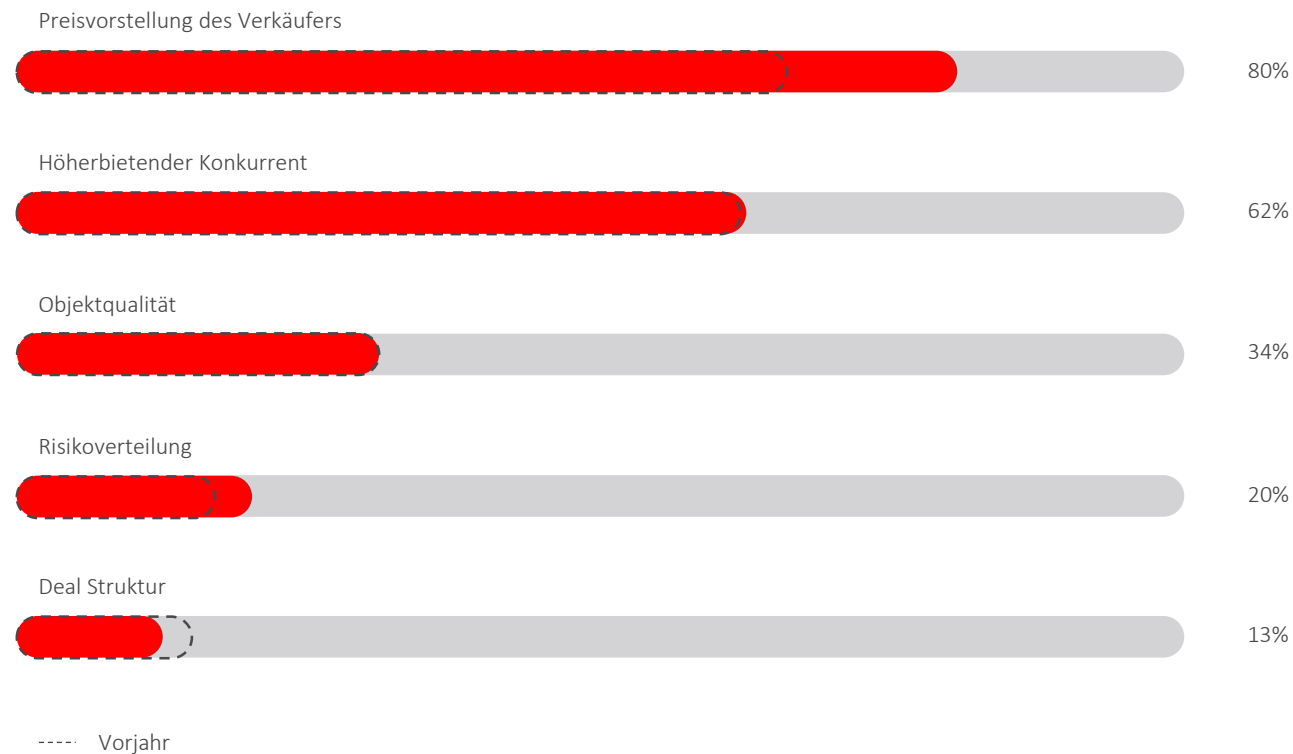 Preisvorstellung des Verkäufers
80%
Höherbietender Konkurrent
62%
Objektqualität
34%
Risikoverteilung
20%
Deal Struktur
13%
Vorjahr